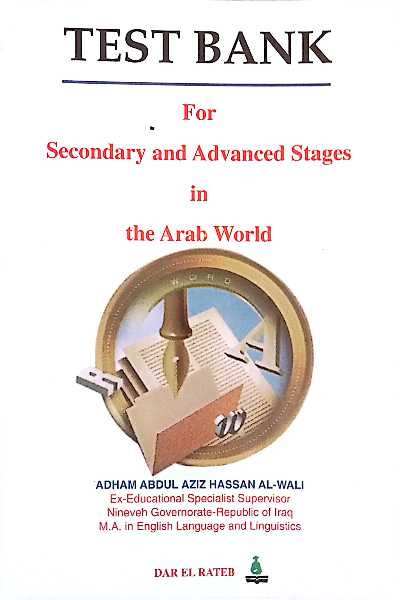 TEST BANK
For
Secondary and Advanced Stages
in
the Arab World
WORD
A
R
W
ADHAM ABDUL AZIZ HASSAN AL-WALI
Ex-Educational Specialist Supervisor
Nineveh Governorate-Republic of Iraq
M.A. in English Language and Linguistics
DAR EL RATEB